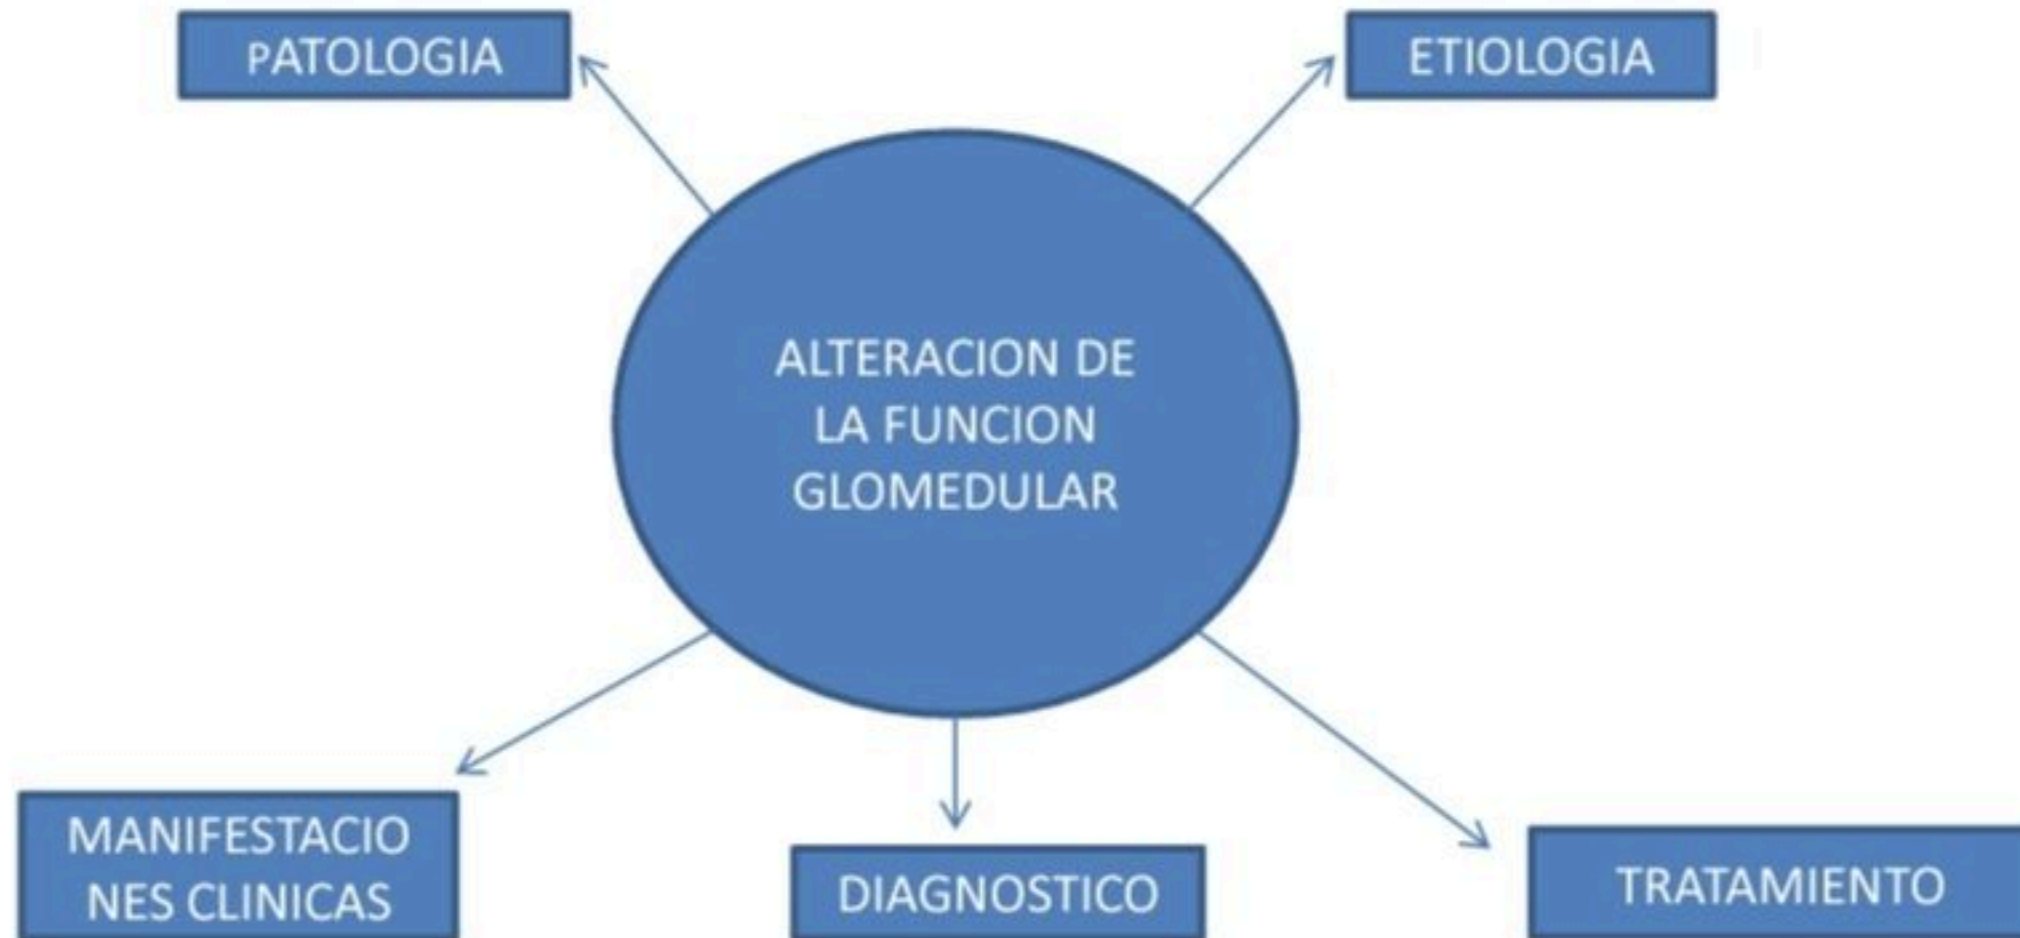 PATOLOGIA
ETIOLOGIA
ALTERACION DE
LA FUNCION
GLOMEDULAR
MANIFESTACIO
NES CLINICAS
DIAGNOSTICO
TRATAMIENTO